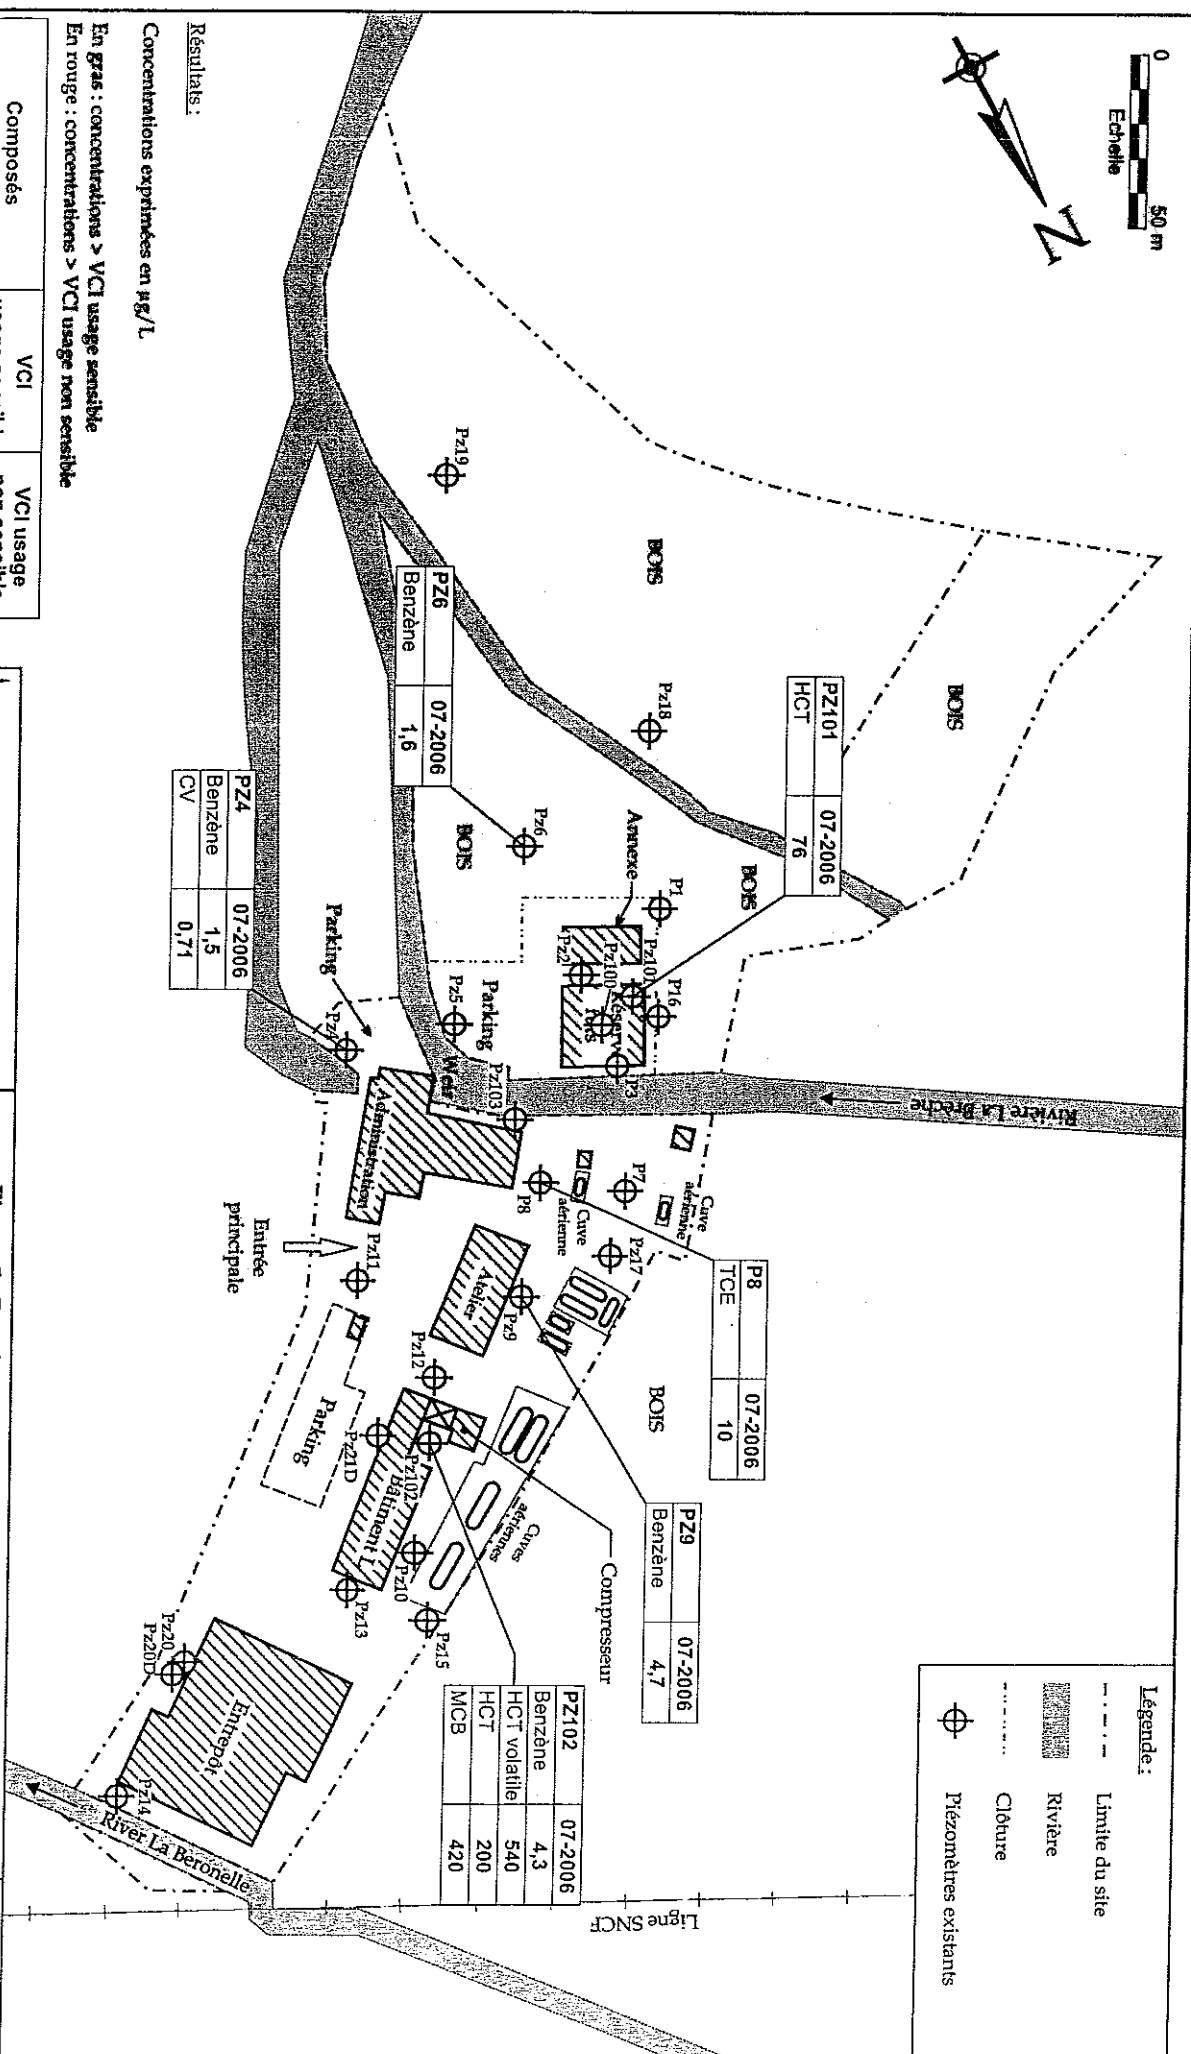 0
50 m
Echelle
N
Légende :
Limite du site
Rivière
Clôture
Piézomètres existants
BOIS
BOIS
BOIS
BOIS
BOIS
Pz19
Pz18
Pz6
P1
Annexe
Pz2
Pz100
Pz101
P16
P3
Pz5
Parking
Pz4
Parking
Pz103
Administration
Rivière La Brèche
P7
P8
Cuve
aérienne
Cuve
aérienne
Pz17
Pz9
Atelier
Pz11
Entrée
principale
Parking
Pz12
Pz21D
Pz102
Bâtiment L
Pz10
Cuves
aériennes
Compresseur
Pz13
Pz15
Pz20
Pz20D
Entrepôt
Pz14
River La Beronelle
Ligne SNCF
PZ101 07-2006
HCT 76
PZ6 07-2006
Benzène 1,6
PZ4 07-2006
Benzène 1,5
CV 0,71
P8 07-2006
TCE 10
PZ9 07-2006
Benzène 4,7
PZ102 07-2006
Benzène 4,3
HCT volatile 540
HCT 200
MCB 420
Résultats :
Concentrations exprimées en µg/L
En gras : concentrations > VCI usage sensible
En rouge : concentrations > VCI usage non sensible
Composés VCI VCI usage